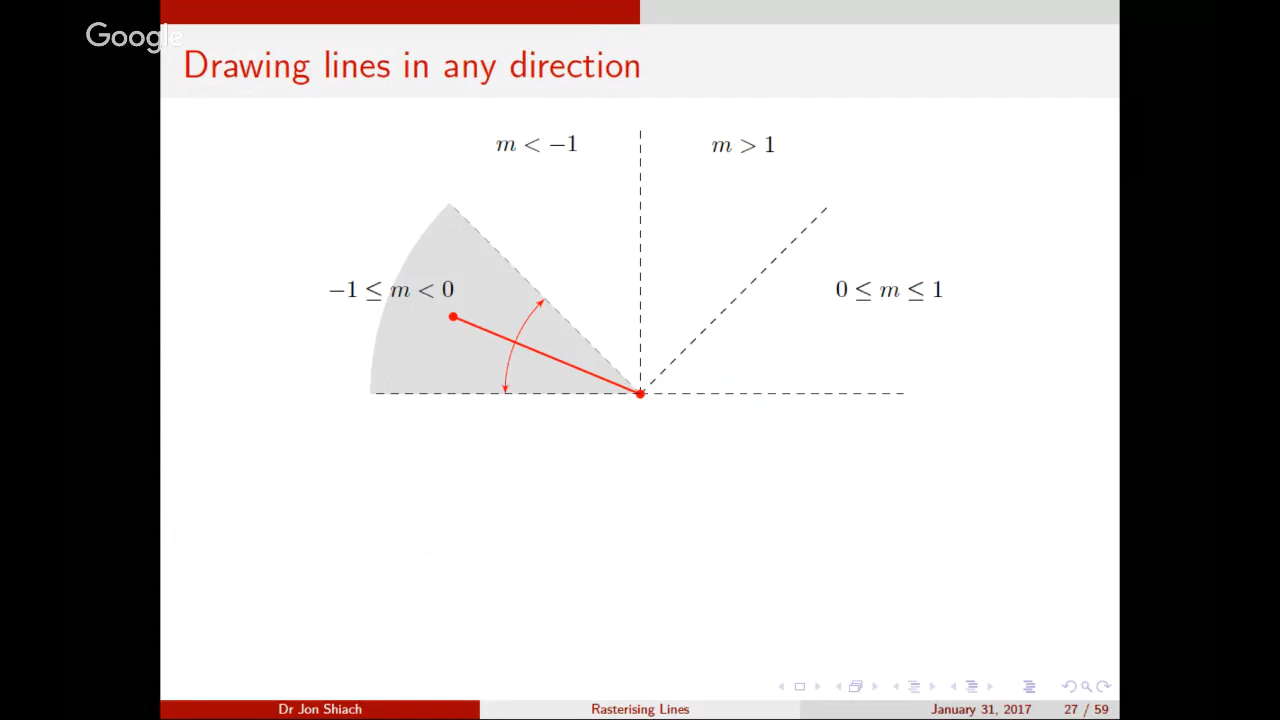 Google
Drawing lines in any direction
m < −1
m > 1
−1 ≤ m < 0
0 ≤ m ≤ 1
Dr Jon Shiach
Rasterising Lines
January 31, 2017
27 / 59